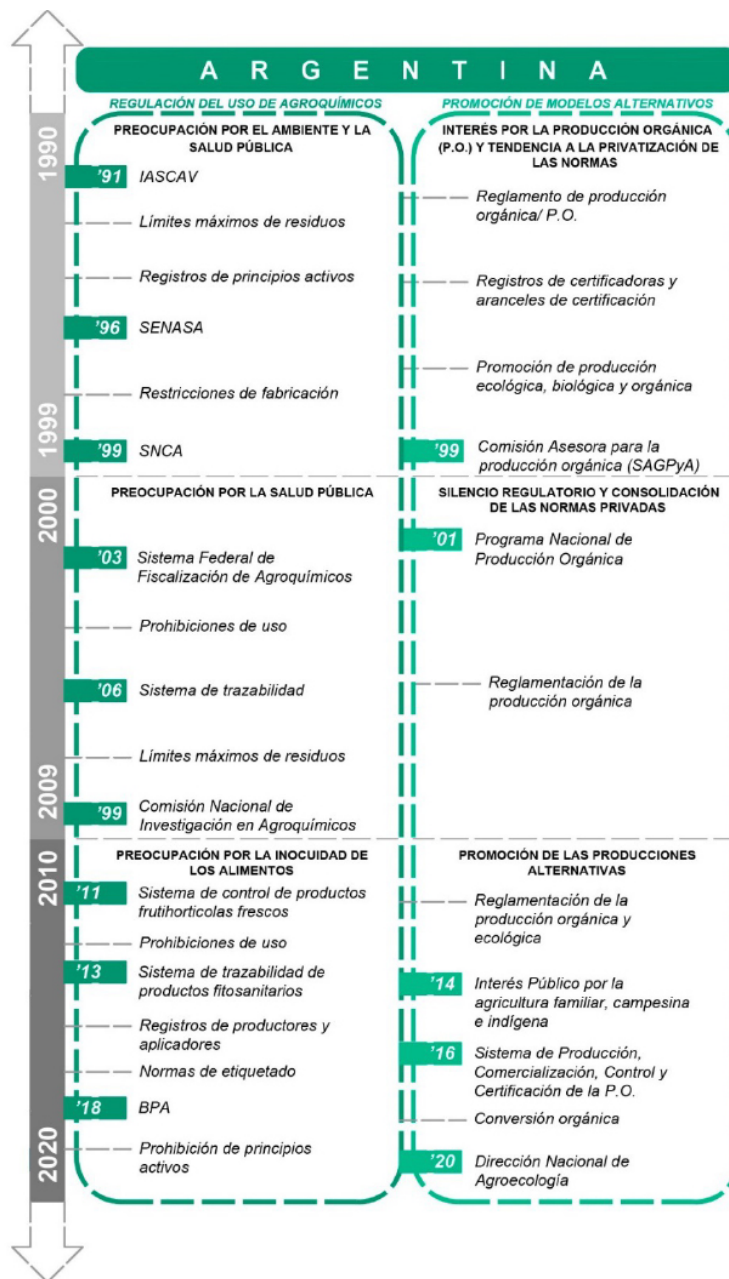 A R G E N T I N A
REGULACIÓN DEL USO DE AGROQUÍMICOS
PREOCUPACIÓN POR EL AMBIENTE Y LA
SALUD PÚBLICA
1990
'91 IASCAV
Límites máximos de residuos
Registros de principios activos
'96 SENASA
Restricciones de fabricación
1999
'99 SNCA
PROMOCIÓN DE MODELOS ALTERNATIVOS
INTERÉS POR LA PRODUCCIÓN ORGÁNICA
(P.O.) Y TENDENCIA A LA PRIVATIZACIÓN DE
LAS NORMAS
Reglamento de producción
orgánica/ P.O.
Registros de certificadoras y
aranceles de certificación
Promoción de producción
ecológica, biológica y orgánica
'99 Comisión Asesora para la
producción orgánica (SAGPyA)
2000
PREOCUPACIÓN POR LA SALUD PÚBLICA
'03 Sistema Federal de
Fiscalización de Agroquímicos
Prohibiciones de uso
'06 Sistema de trazabilidad
Límites máximos de residuos
2009
'99 Comisión Nacional de
Investigación en Agroquímicos
SILENCIO REGULATORIO Y CONSOLIDACIÓN
DE LAS NORMAS PRIVADAS
'01 Programa Nacional de
Producción Orgánica
Reglamentación de la
producción orgánica
2010
PREOCUPACIÓN POR LA INOCUIDAD DE
LOS ALIMENTOS
'11 Sistema de control de productos
frutihortícolas frescos
Prohibiciones de uso
'13 Sistema de trazabilidad de
productos fitosanitarios
Registros de productores y
aplicadores
Normas de etiquetado
'18 BPA
2020
Prohibición de principios
activos
PROMOCIÓN DE LAS PRODUCCIONES
ALTERNATIVAS
Reglamentación de la
producción orgánica y
ecológica
'14 Interés Público por la
agricultura familiar, campesina
e indígena
'16 Sistema de Producción,
Comercialización, Control y
Certificación de la P.O.
Conversión orgánica
'20 Dirección Nacional de
Agroecología